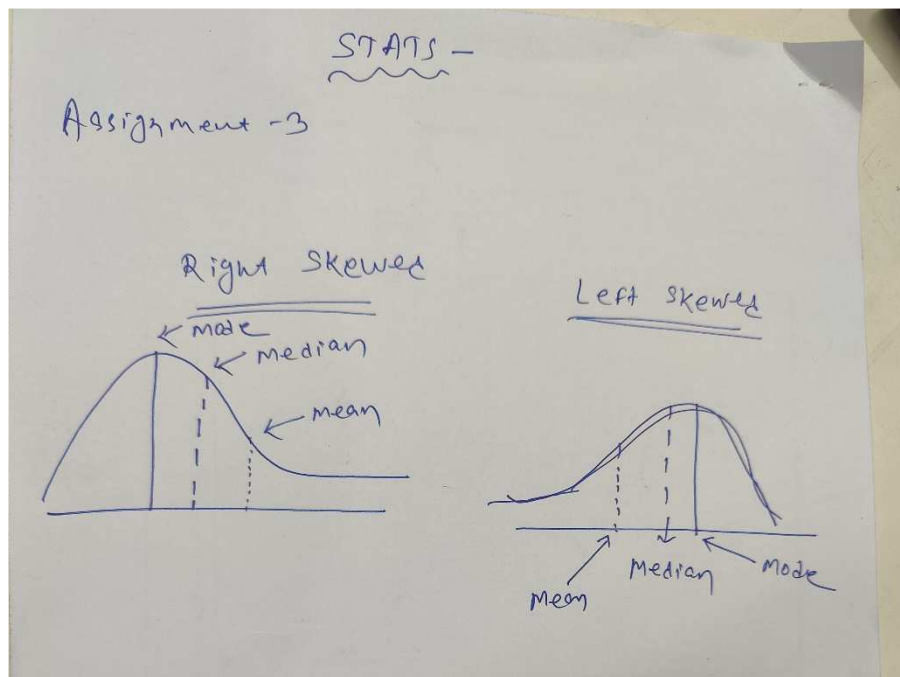 STATS -
Assignment - 3
Right Skewed
mode
median
mean
Left Skewed
Mean
Median
Mode